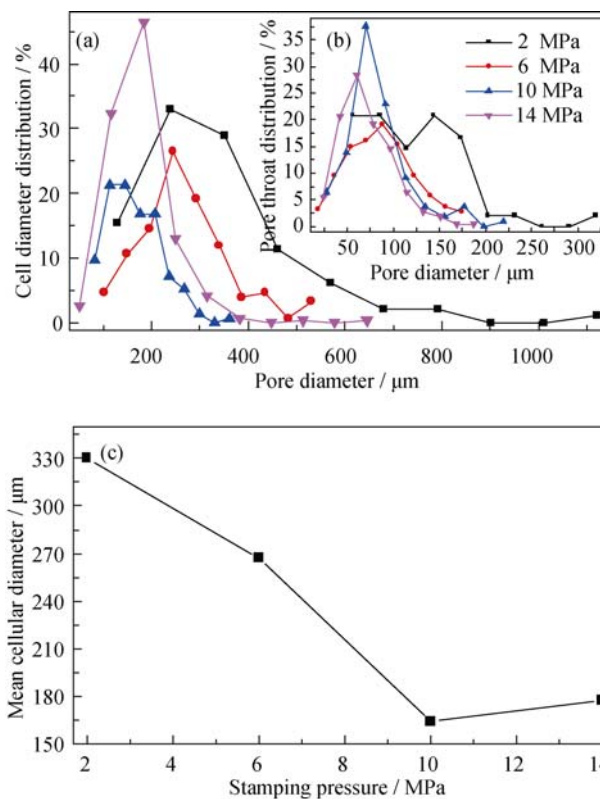 (a)
Cell diameter distribution / %
40
30
20
10
0
200 400 600 800 1000
Pore diameter / μm
(b)
Pore throat distribution / %
35
30
25
20
15
10
5
0
50 100 150 200 250 300
Pore diameter / μm
2 MPa
6 MPa
10 MPa
14 MPa
(c)
Mean cellular diameter / μm
330
300
270
240
210
180
150
2 4 6 8 10 12 14
Stamping pressure / MPa